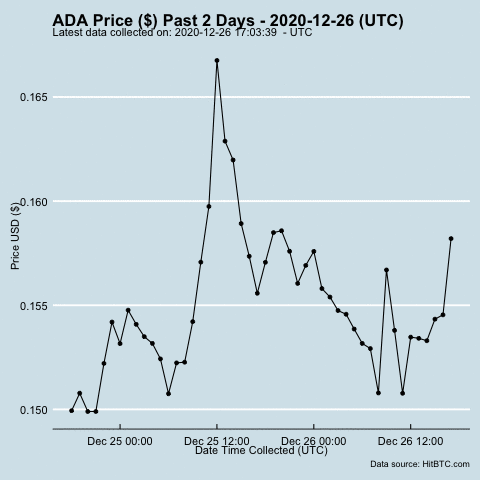 ADA Price ($) Past 2 Days - 2020-12-26 (UTC)
Latest data collected on: 2020-12-26 17:03:39 - UTC
0.165
0.160
0.155
0.150
Price USD ($)
Dec 25 00:00 Dec 25 12:00 Dec 26 00:00 Dec 26 12:00
Date Time Collected (UTC)
Data source: HitBTC.com